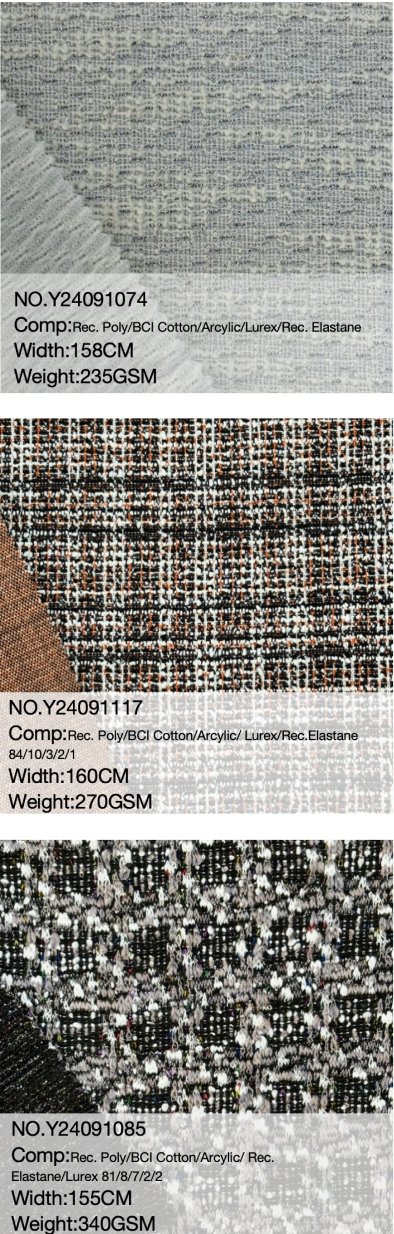 NO.Y24091074
Comp:Rec. Poly/BCI Cotton/Arcylic/Lurex/Rec. Elastane
Width:158CM
Weight:235GSM
NO.Y24091117
Comp:Rec. Poly/BCI Cotton/Arcylic/ Lurex/Rec.Elastane
84/10/3/2/1
Width:160CM
Weight:270GSM
NO.Y24091085
Comp:Rec. Poly/BCI Cotton/Arcylic/ Rec.
Elastane/Lurex 81/8/7/2/2
Width:155CM
Weight:340GSM